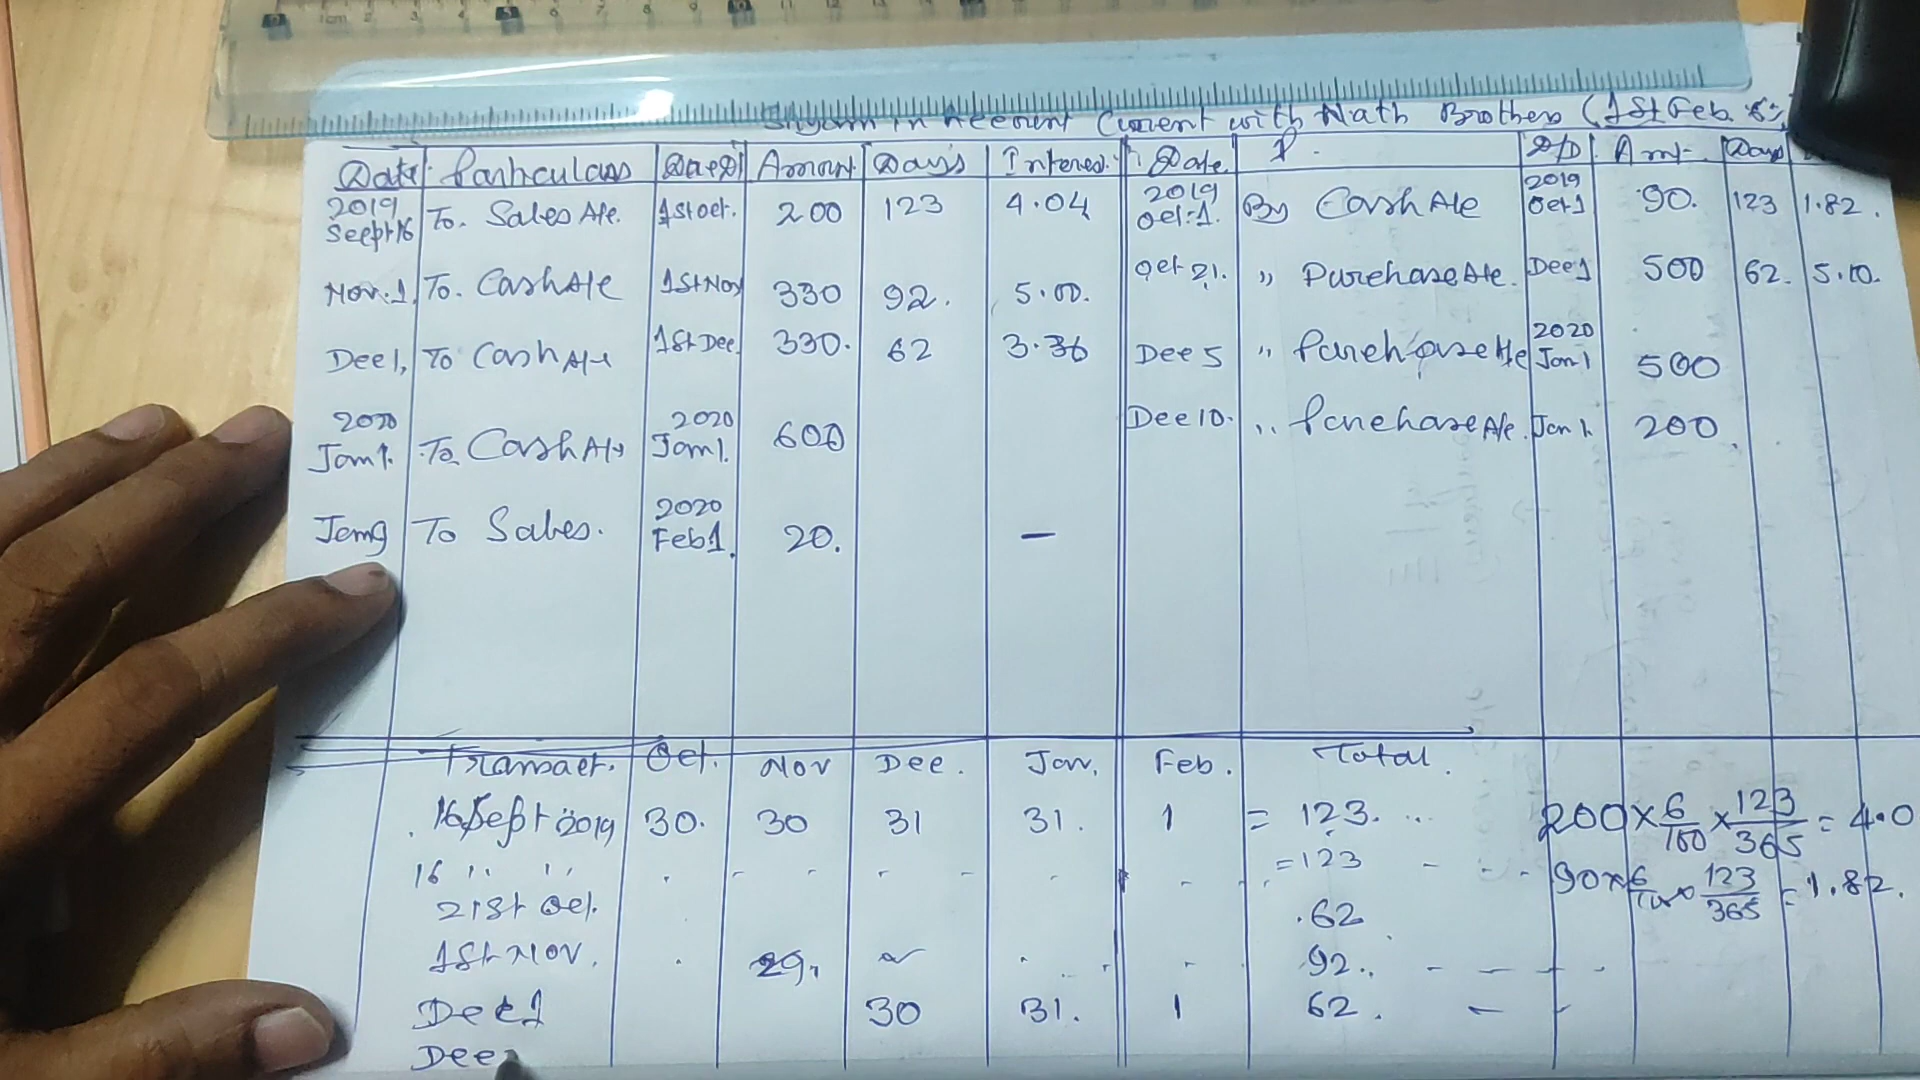 in Account Current with Nath Brothers (1st Feb.
Date Particulars Amount Days Interes. Date P. D/D Amt. Days
2019 Seept 16 To. Sales A/c. 1st Oct. 200 123 4.04 2019 Oct.1. By Cash A/c 2019 Oct 1 90. 123 1.82.
Nov.1, To. Cash A/c 1st Nov 330 92. 5.00. Oct 21. " Purchase A/c. Dec 1 500 62. 5.10.
Dec 1, To Cash A/c 1st Dec. 330. 62 3.36 Dec 5 " Purchase A/c 2020 Jan 1 500
2020 Jan 1. To Cash A/c 2020 Jan 1. 600 Dec 10. " Purchase A/c. Jan 1. 200.
Jan 9 To Sales. 2020 Feb 1. 20. —
Transact. Oct. Nov Dec. Jan. Feb. Total.
16 Sept 2019 30. 30 31 31. 1 = 123. 200 x 6/100 x 123/365 = 4.0
16 " " = 123 90 x 6/100 x 123/365 = 1.82.
21st Oct. 62
1st Nov. 29. 92.
Dec 1 30 31. 1 62.
Dec